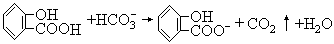 OH
COOH +HCO₃⁻ → OH
COO⁻ +CO₂ ↑ +H₂O